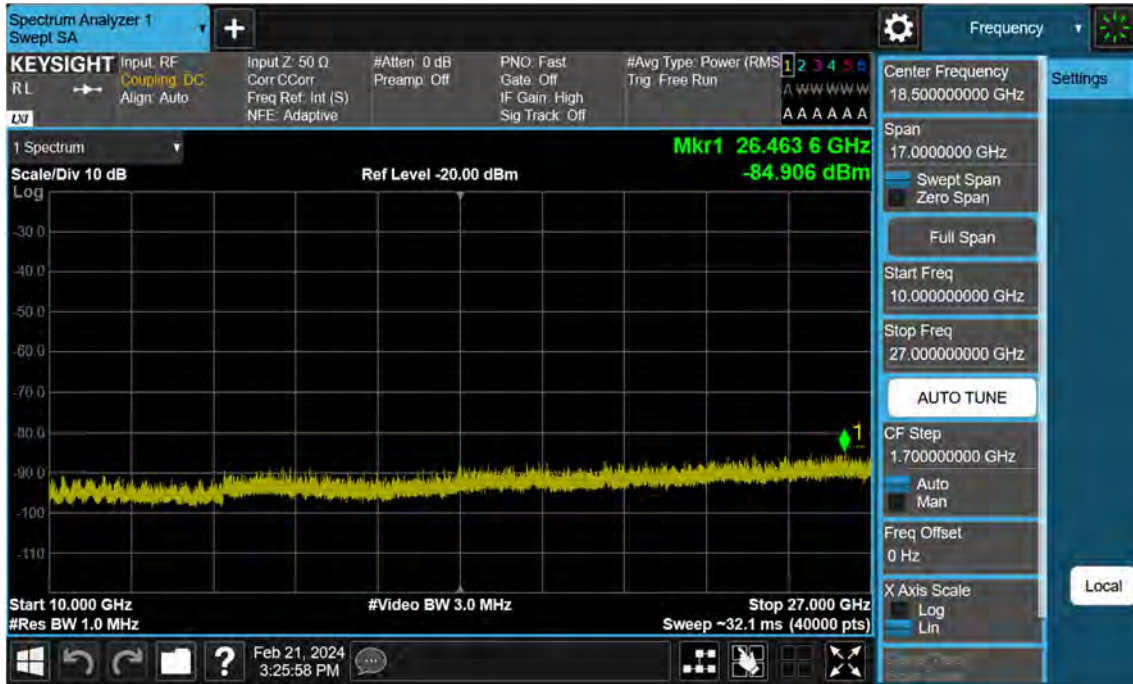 Spectrum Analyzer 1
Swept SA
+
Frequency
KEYSIGHT
RL
LXI
Input: RF
Coupling: DC
Align: Auto
Input Z: 50 Ω
Corr CCorr
Freq Ref: Int (S)
NFE: Adaptive
#Atten: 0 dB
Preamp: Off
PNO: Fast
Gate: Off
IF Gain: High
Sig Track: Off
#Avg Type: Power (RMS
Trig: Free Run
1 2 3 4 5 6
A W W W W W
A A A A A A
1 Spectrum
Scale/Div 10 dB
Log
Ref Level -20.00 dBm
Mkr1 26.463 6 GHz
-84.906 dBm
-30.0
-40.0
-50.0
-60.0
-70.0
-80.0
-90.0
-100
-110
1
Start 10.000 GHz
#Res BW 1.0 MHz
#Video BW 3.0 MHz
Stop 27.000 GHz
Sweep ~32.1 ms (40000 pts)
Center Frequency
18.500000000 GHz
Span
17.0000000 GHz
Swept Span
Zero Span
Full Span
Start Freq
10.000000000 GHz
Stop Freq
27.000000000 GHz
AUTO TUNE
CF Step
1.700000000 GHz
Auto
Man
Freq Offset
0 Hz
X Axis Scale
Log
Lin
Settings
Local
?
Feb 21, 2024
3:25:58 PM